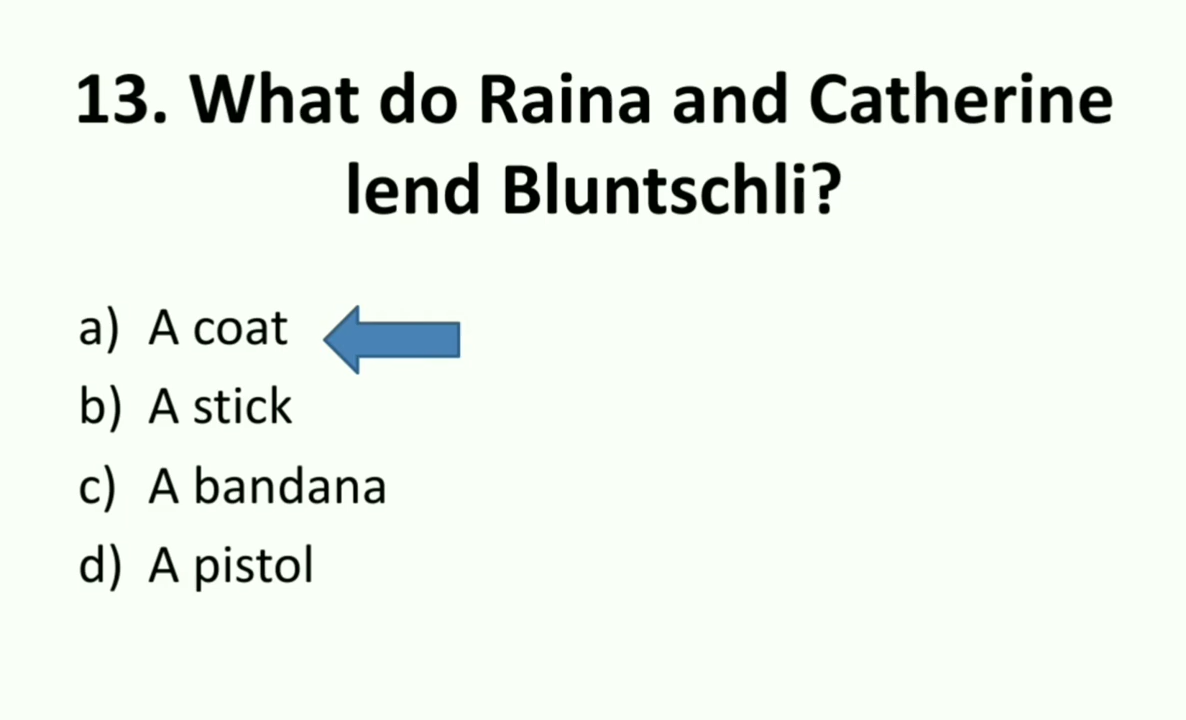 13. What do Raina and Catherine
lend Bluntschli?
a) A coat
b) A stick
c) A bandana
d) A pistol